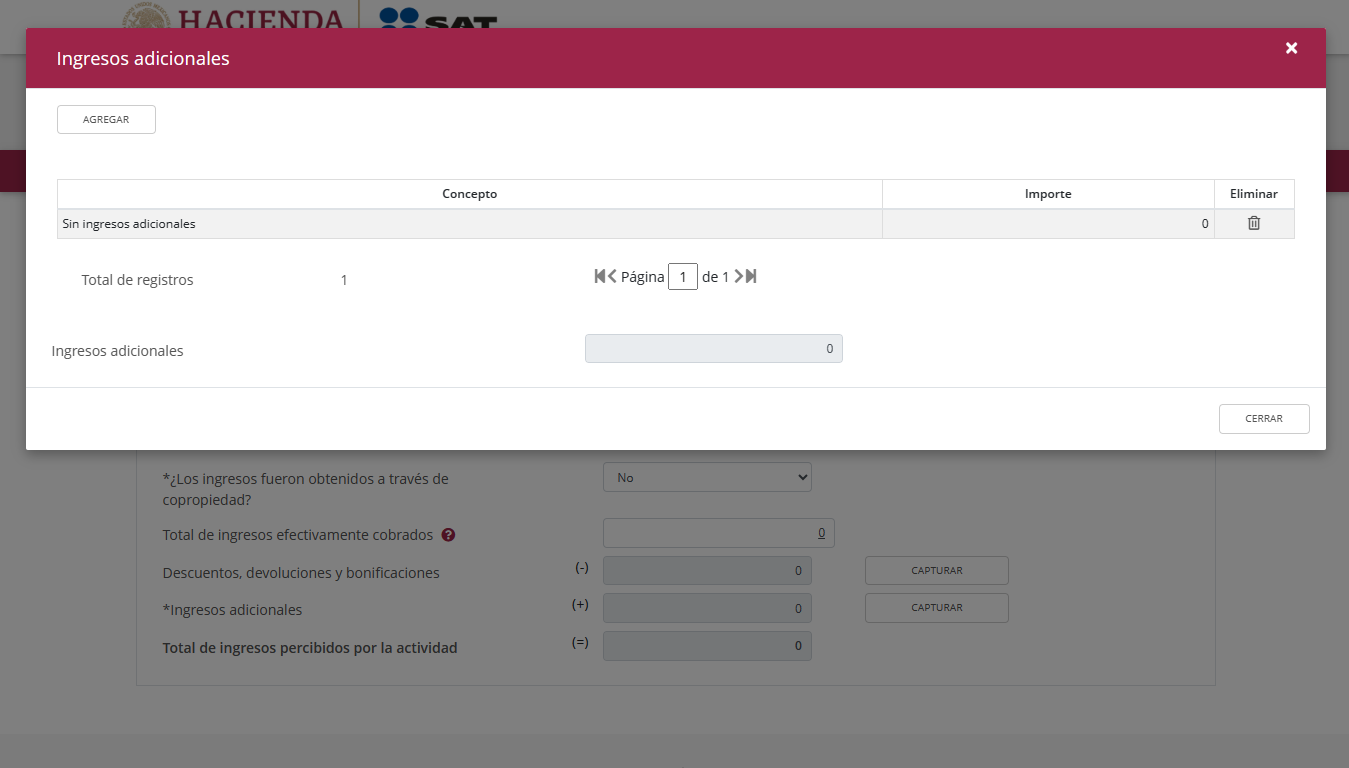 HACIENDA
SAT
Ingresos adicionales
AGREGAR
Concepto Importe Eliminar
Sin ingresos adicionales 0
Total de registros 1 Página 1 de 1
Ingresos adicionales 0
CERRAR
*¿Los ingresos fueron obtenidos a través de
copropiedad? No
Total de ingresos efectivamente cobrados ? 0
Descuentos, devoluciones y bonificaciones (-) 0 CAPTURAR
*Ingresos adicionales (+) 0 CAPTURAR
Total de ingresos percibidos por la actividad (=) 0